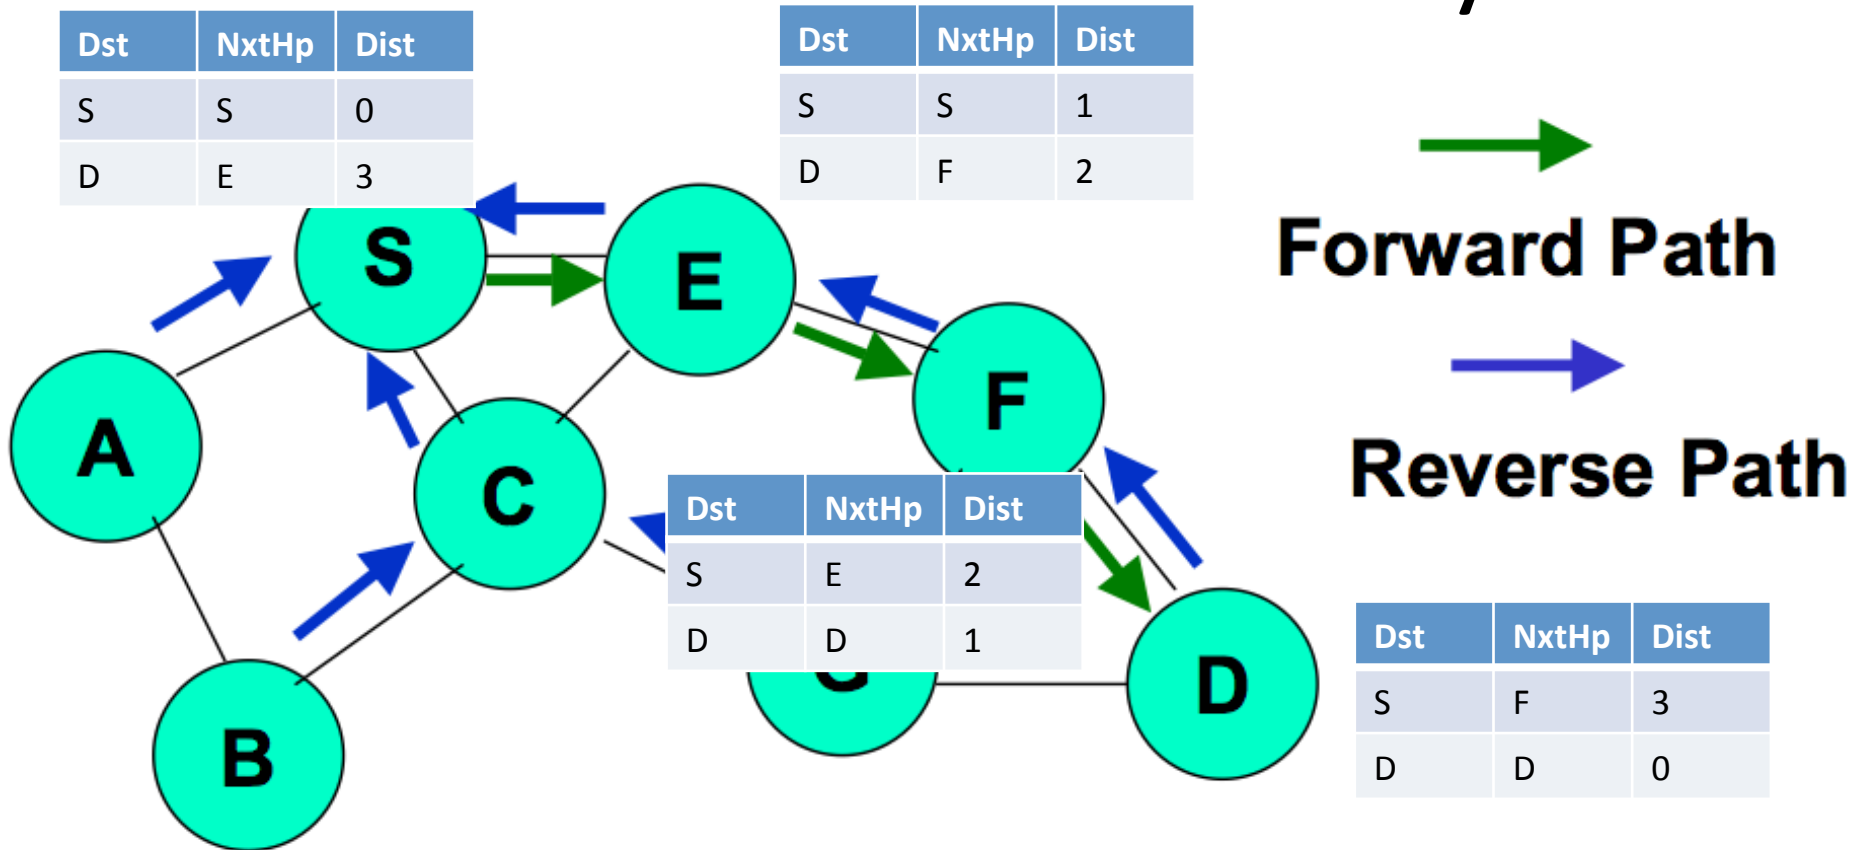 Dst NxtHp Dist
S S 0
D E 3
Dst NxtHp Dist
S S 1
D F 2
Forward Path
Reverse Path
S
E
F
A
C
B
D
Dst NxtHp Dist
S E 2
D D 1
Dst NxtHp Dist
S F 3
D D 0